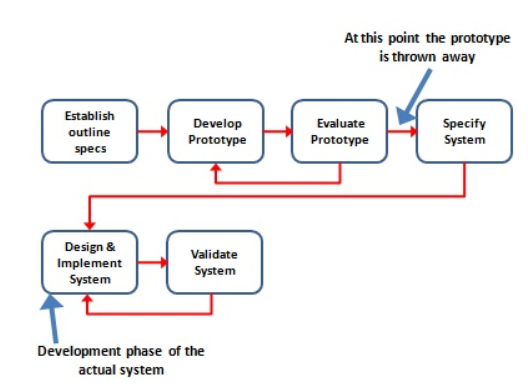 At this point the prototype
is thrown away
Establish
outline
specs
Develop
Prototype
Evaluate
Prototype
Specify
System
Design &
Implement
System
Validate
System
Development phase of the
actual system